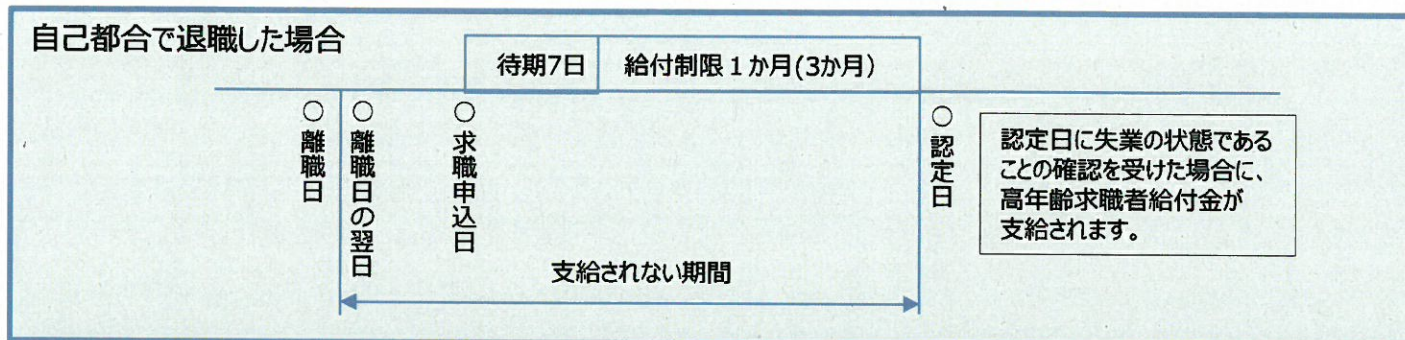 自己都合で退職した場合
待期7日
給付制限1か月(3か月)
○離職日
○離職日の翌日
○求職申込日
○認定日
認定日に失業の状態である
ことの確認を受けた場合に、
高年齢求職者給付金が
支給されます。
支給されない期間